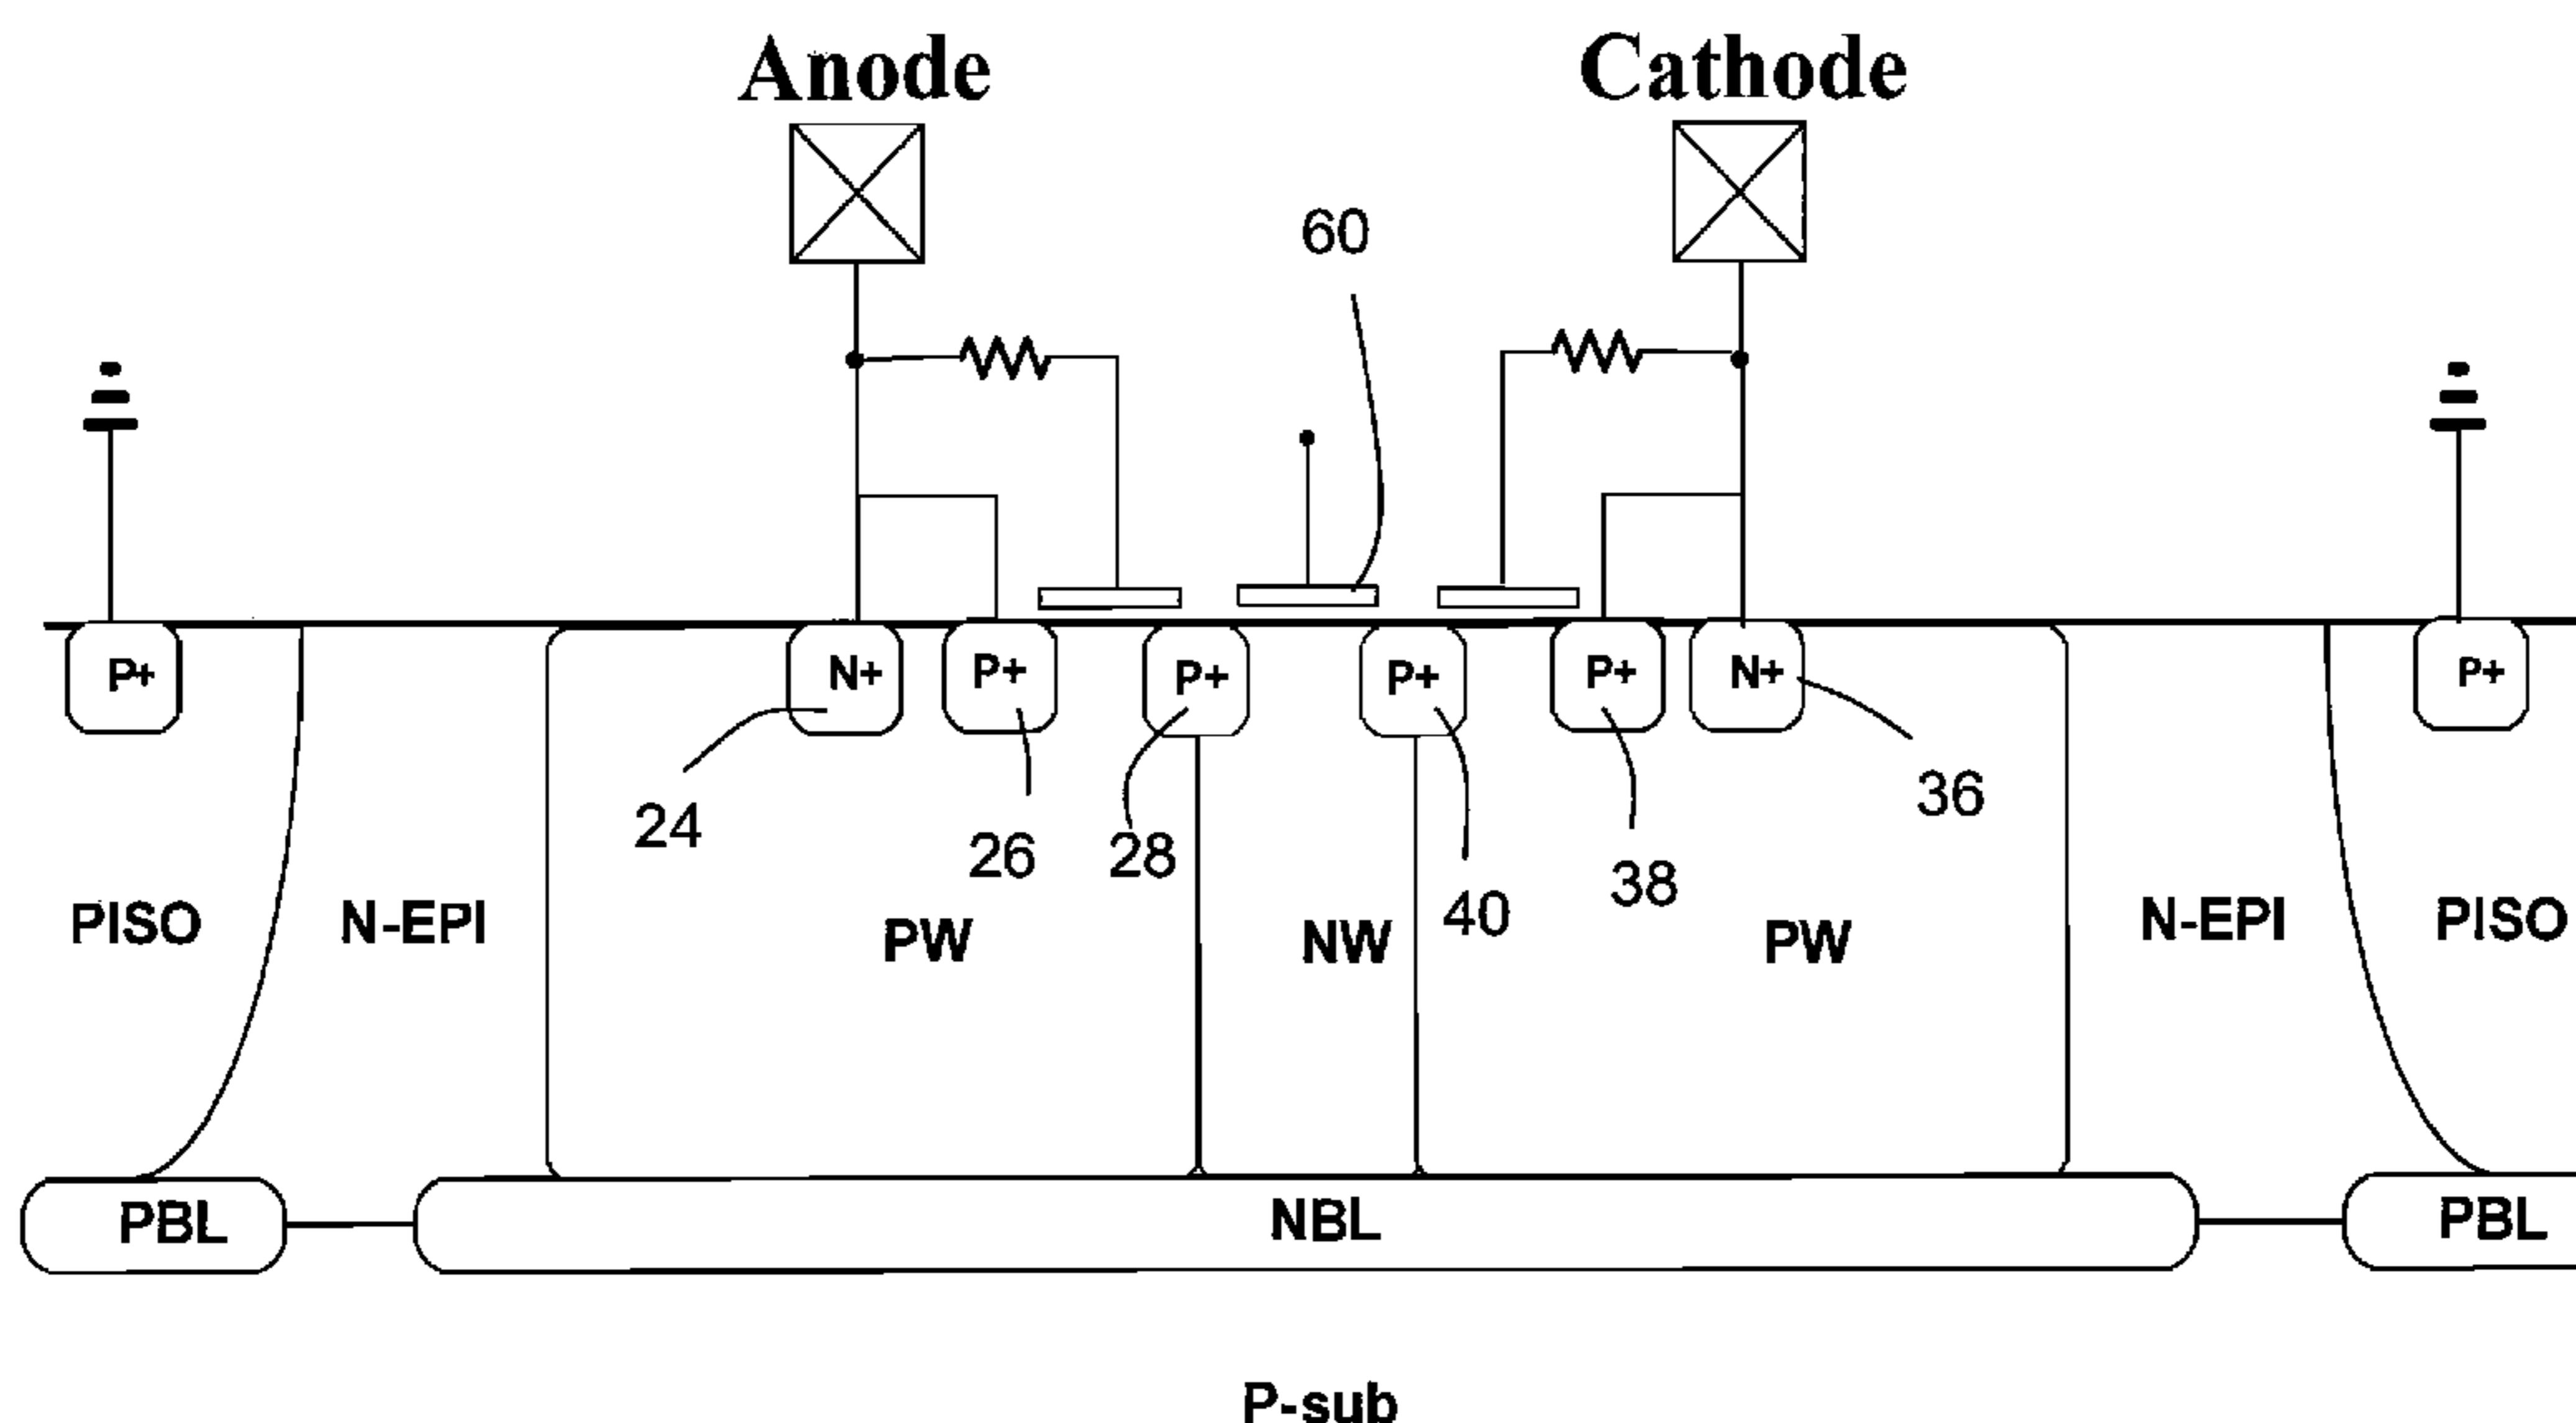 Anode Cathode
60
P+ N+ P+ P+ P+ P+ N+ P+
24 26 28 40 38 36
PISO N-EPI PW NW PW N-EPI PISO
PBL NBL PBL
P-sub